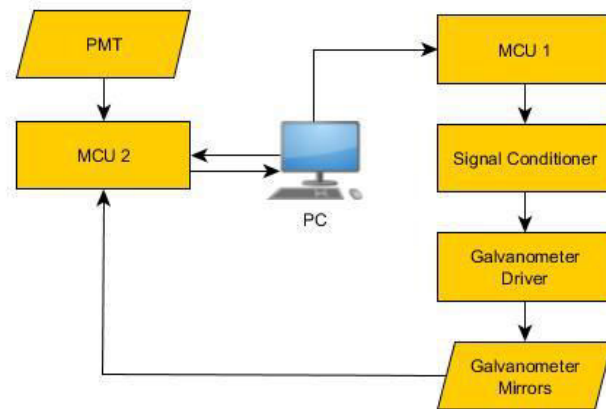 PMT
MCU 1
MCU 2
Signal Conditioner
PC
Galvanometer
Driver
Galvanometer
Mirrors